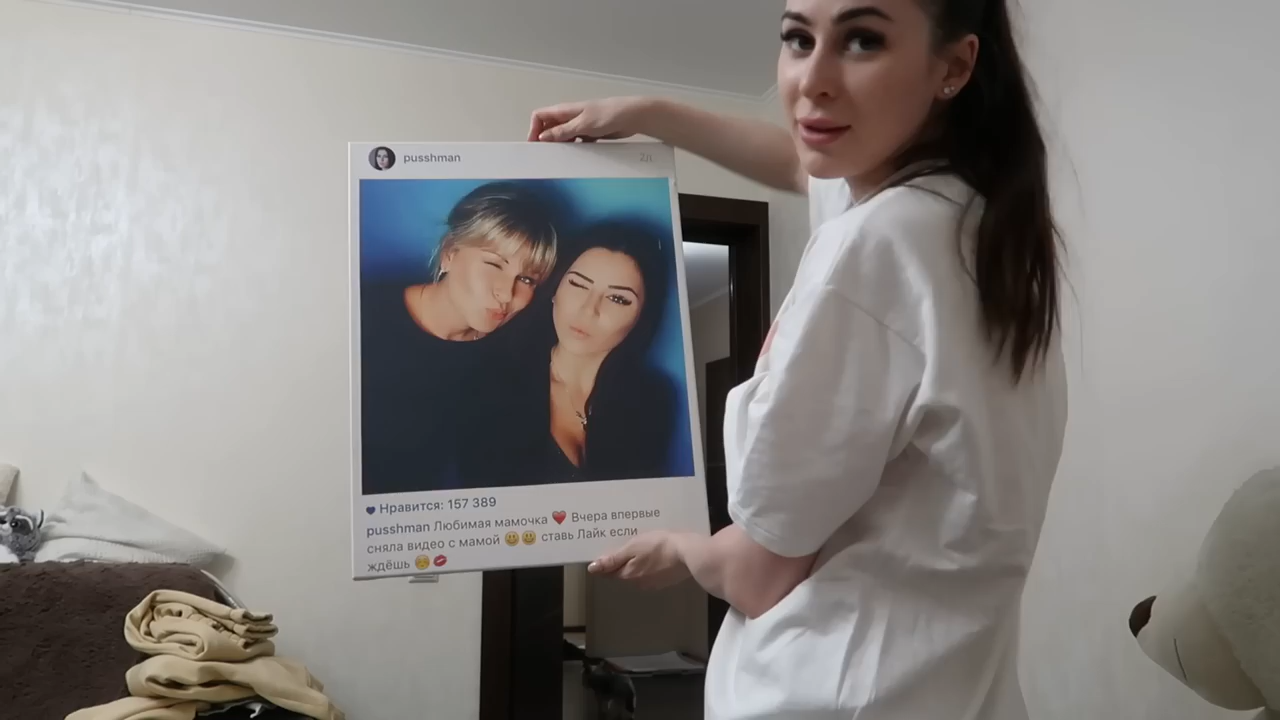 pusshman
2д
Нравится: 157 389
pusshman Любимая мамочка ❤️ Вчера впервые
сняла видео с мамой 😀😀 ставь Лайк если
ждёшь ☺️💋